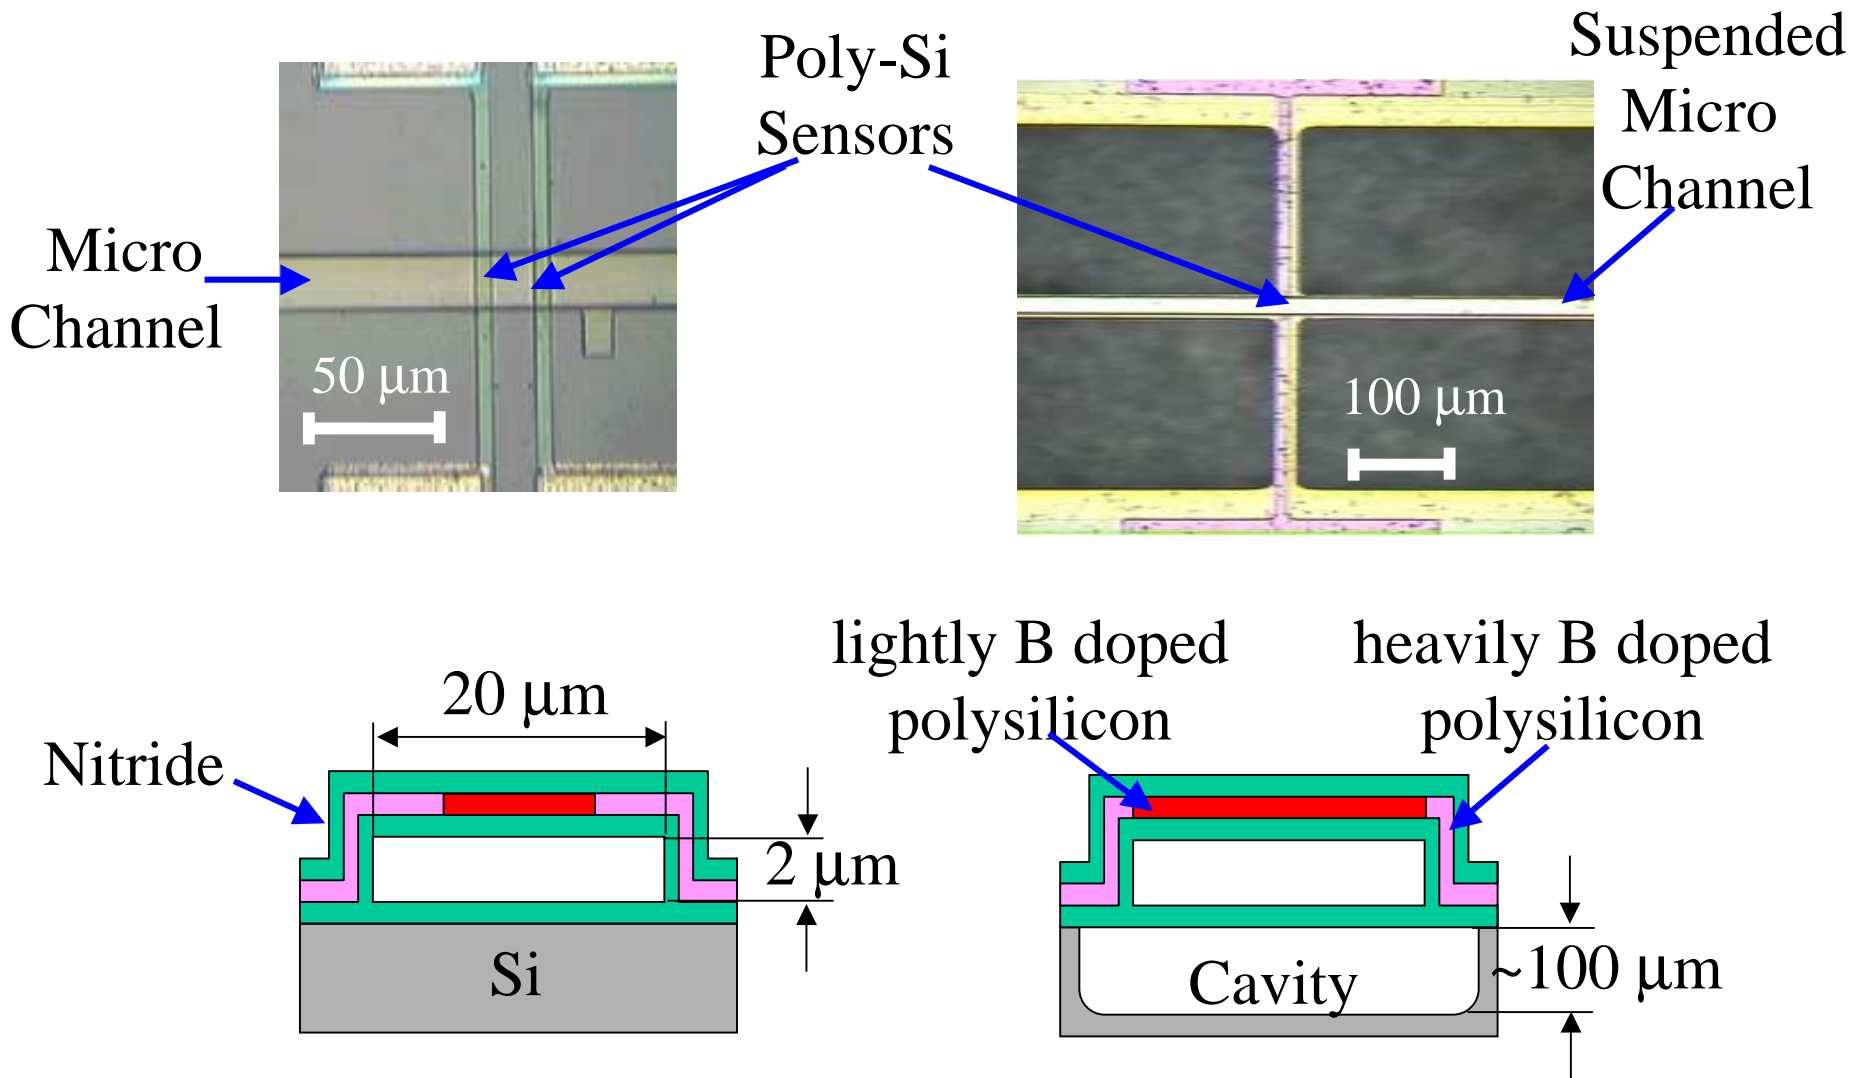 Poly-Si
Sensors
Suspended
Micro
Channel
Micro
Channel
50 μm
100 μm
lightly B doped
polysilicon
heavily B doped
polysilicon
20 μm
Nitride
2 μm
Si
Cavity
~100 μm